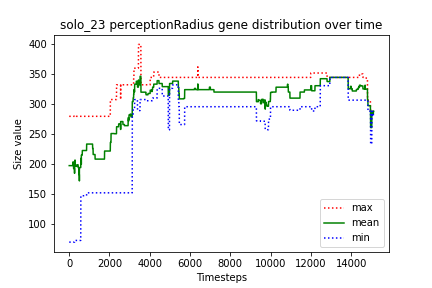 solo_23 perceptionRadius gene distribution over time
400
350
300
250
200
150
100
Size value
0 2000 4000 6000 8000 10000 12000 14000
Timesteps
max
mean
min